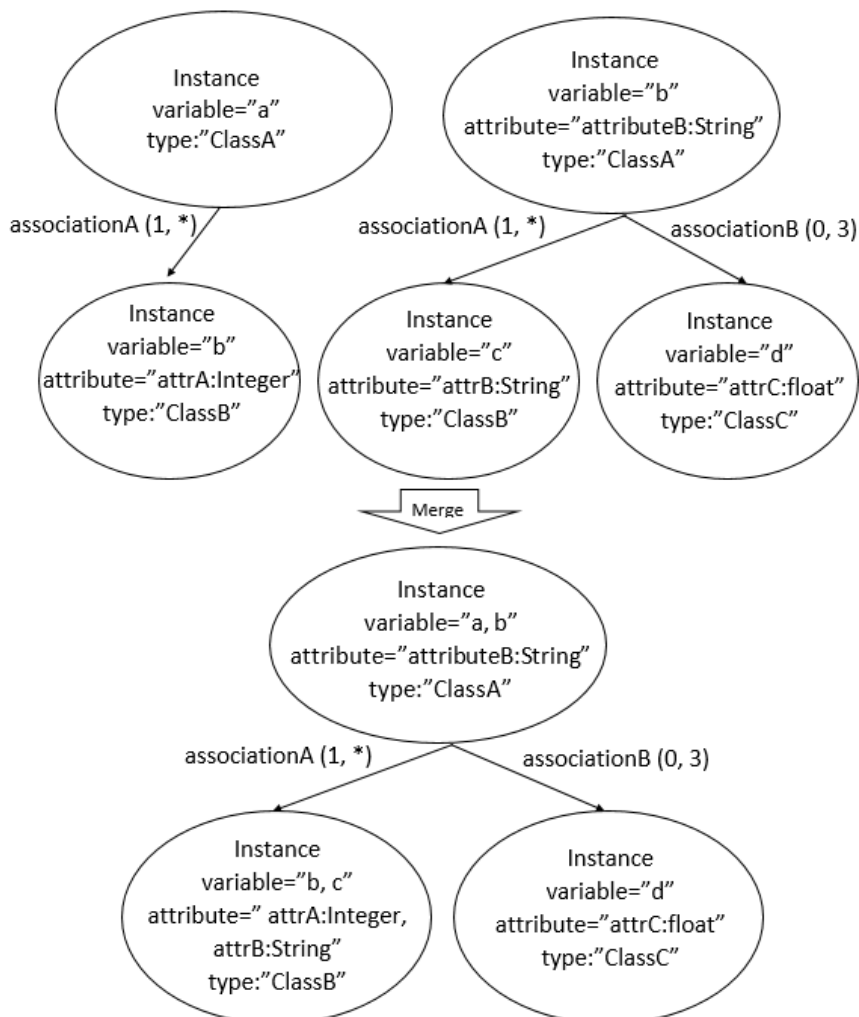 Instance
variable=”a”
type:”ClassA”
Instance
variable=”b”
attribute=”attributeB:String”
type:”ClassA”
associationA (1, *)
associationA (1, *)
associationB (0, 3)
Instance
variable=”b”
attribute=”attrA:Integer”
type:”ClassB”
Instance
variable=”c”
attribute=”attrB:String”
type:”ClassB”
Instance
variable=”d”
attribute=”attrC:float”
type:”ClassC”
Merge
Instance
variable=”a, b”
attribute=”attributeB:String”
type:”ClassA”
associationA (1, *)
associationB (0, 3)
Instance
variable=”b, c”
attribute=” attrA:Integer,
attrB:String”
type:”ClassB”
Instance
variable=”d”
attribute=”attrC:float”
type:”ClassC”